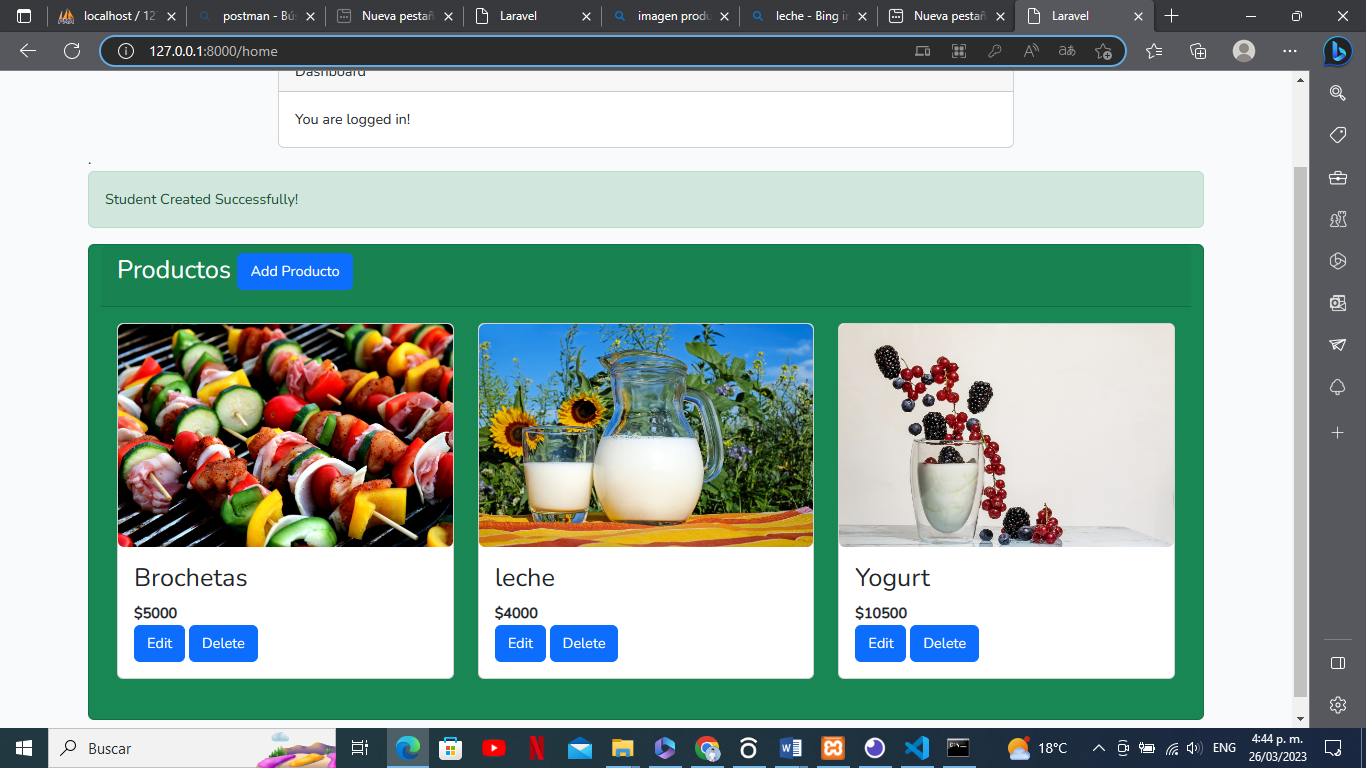 localhost / 12
postman - Bús
Nueva pestañ
Laravel
imagen produ
leche - Bing in
Nueva pestañ
Laravel
127.0.0.1:8000/home
Dashboard
You are logged in!
.
Student Created Successfully!
Productos Add Producto
Brochetas
$5000
Edit Delete
leche
$4000
Edit Delete
Yogurt
$10500
Edit Delete
Buscar
18°C
ENG
4:44 p. m.
26/03/2023